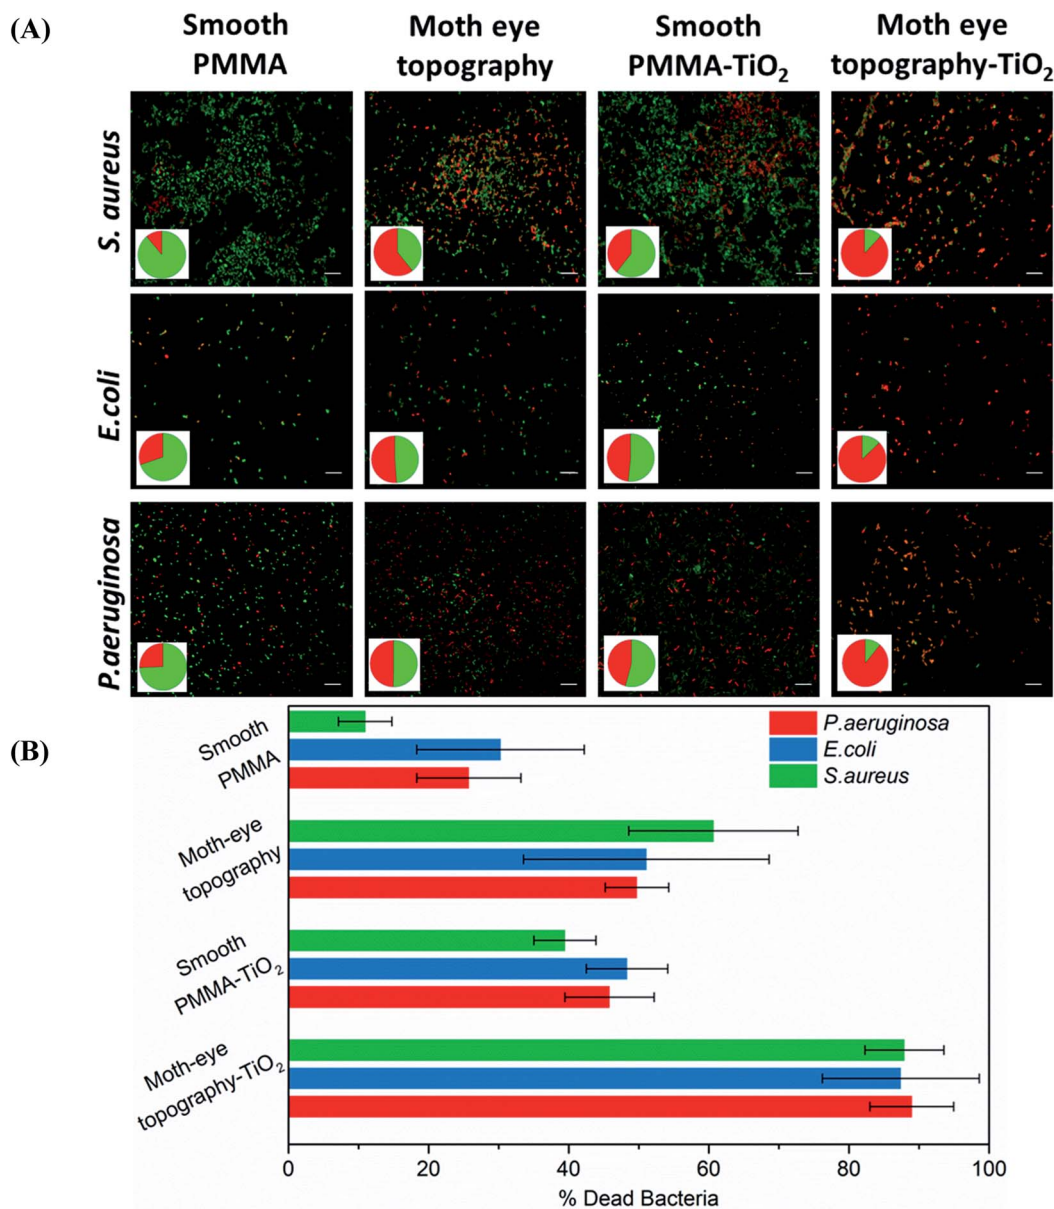 (A)
Smooth
PMMA
Moth eye
topography
Smooth
PMMA-TiO₂
Moth eye
topography-TiO₂
S. aureus
E.coli
P.aeruginosa
(B)
Smooth
PMMA
Moth-eye
topography
Smooth
PMMA-TiO₂
Moth-eye
topography-TiO₂
P.aeruginosa
E.coli
S.aureus
0 20 40 60 80 100
% Dead Bacteria